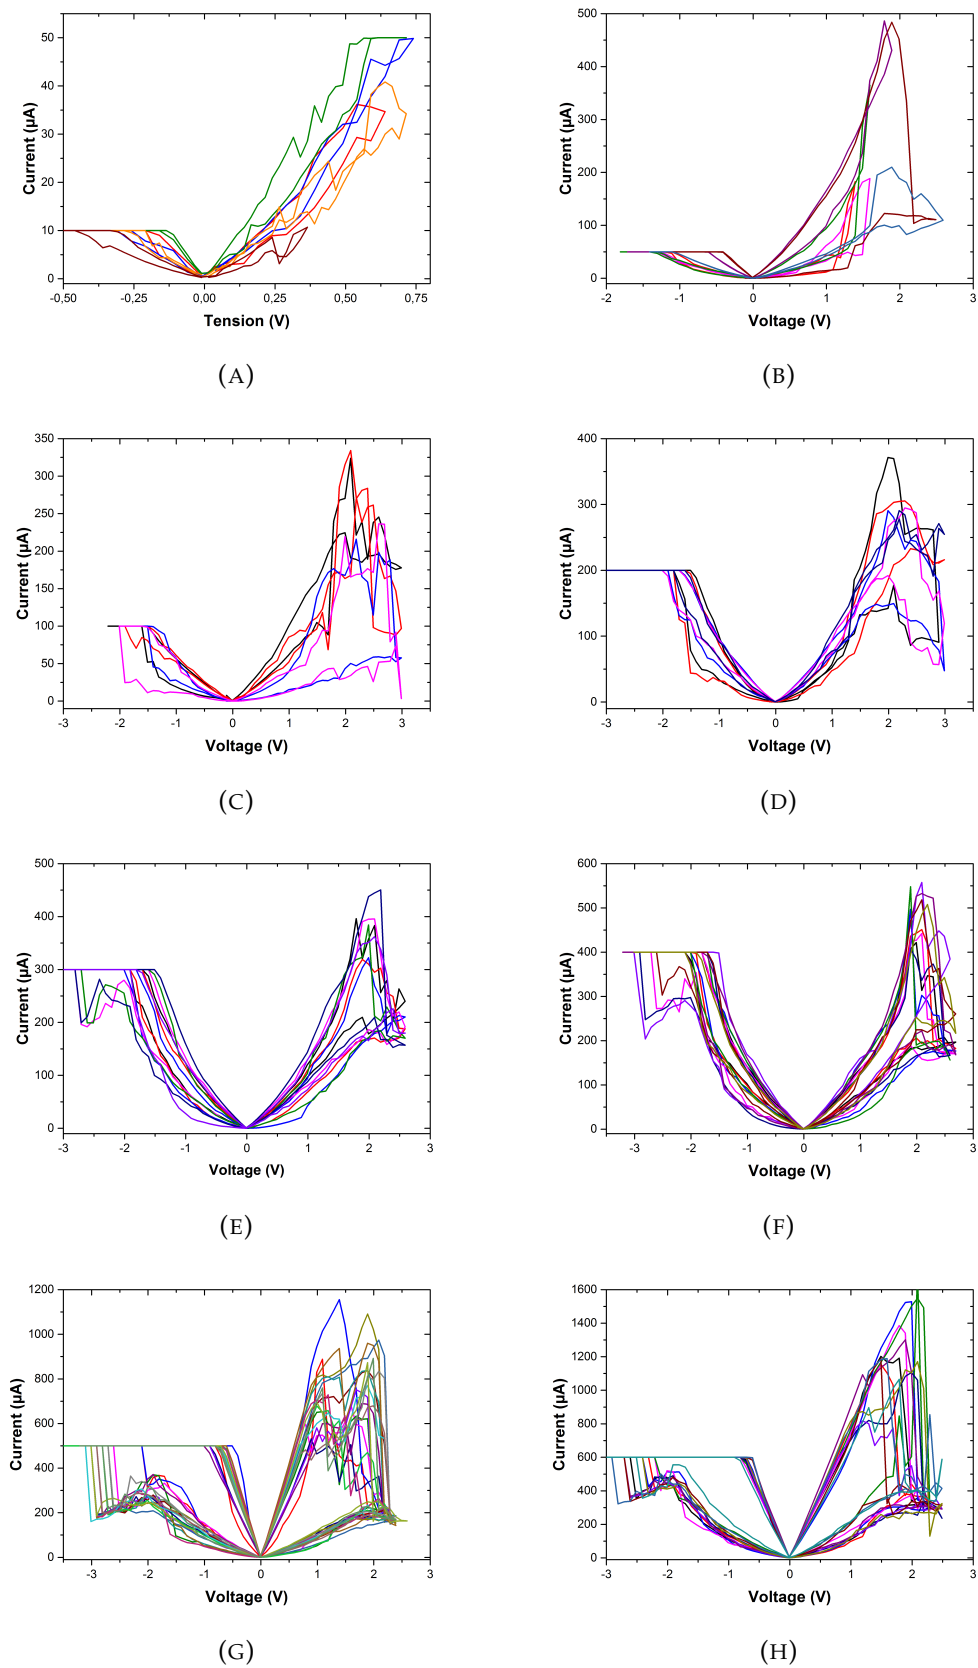 50
40
30
20
10
0
Current (µA)
-0,50 -0,25 0,00 0,25 0,50 0,75
Tension (V)
(A)
500
400
300
200
100
0
Current (µA)
-2 -1 0 1 2 3
Voltage (V)
(B)
350
300
250
200
150
100
50
0
Current (µA)
-3 -2 -1 0 1 2 3
Voltage (V)
(C)
400
300
200
100
0
Current (µA)
-3 -2 -1 0 1 2 3
Voltage (V)
(D)
500
400
300
200
100
0
Current (µA)
-3 -2 -1 0 1 2 3
Voltage (V)
(E)
600
500
400
300
200
100
0
Current (µA)
-3 -2 -1 0 1 2 3
Voltage (V)
(F)
1200
1000
800
600
400
200
0
Current (µA)
-3 -2 -1 0 1 2 3
Voltage (V)
(G)
1600
1400
1200
1000
800
600
400
200
0
Current (µA)
-3 -2 -1 0 1 2 3
Voltage (V)
(H)